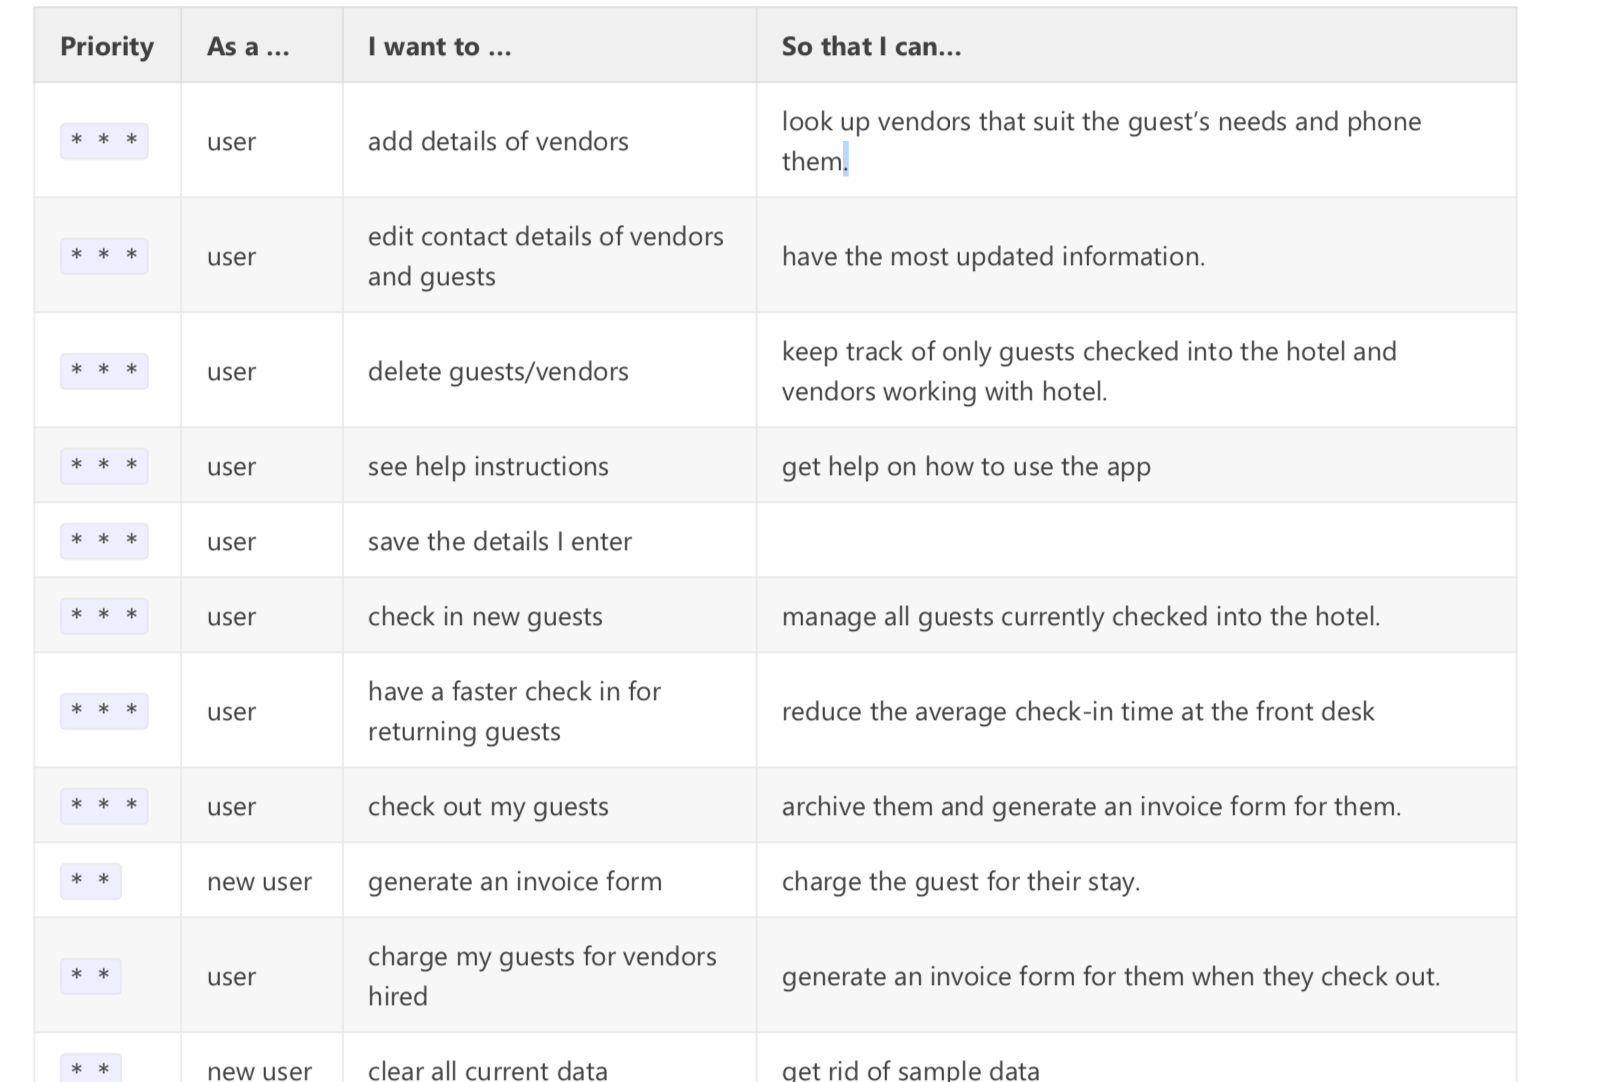 Priority As a ... I want to ... So that I can...
* * * user add details of vendors look up vendors that suit the guest’s needs and phone
them.
* * * user edit contact details of vendors
and guests have the most updated information.
* * * user delete guests/vendors keep track of only guests checked into the hotel and
vendors working with hotel.
* * * user see help instructions get help on how to use the app
* * * user save the details I enter
* * * user check in new guests manage all guests currently checked into the hotel.
* * * user have a faster check in for
returning guests reduce the average check-in time at the front desk
* * * user check out my guests archive them and generate an invoice form for them.
* * new user generate an invoice form charge the guest for their stay.
* * user charge my guests for vendors
hired generate an invoice form for them when they check out.
* * new user clear all current data get rid of sample data